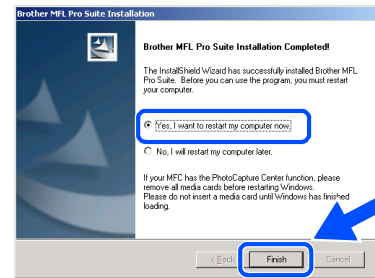 Brother MFL Pro Suite Installation
Brother MFL Pro Suite Installation Completed!
The InstallShield Wizard has successfully installed Brother MFL
Pro Suite. Before you can use the program, you must restart
your computer.
Yes, I want to restart my computer now.
No, I will restart my computer later.
If your MFC has the PhotoCapture Center function, please
remove all media cards before restarting Windows.
Please do not insert a media card until Windows has finished
loading.
< Back Finish Cancel